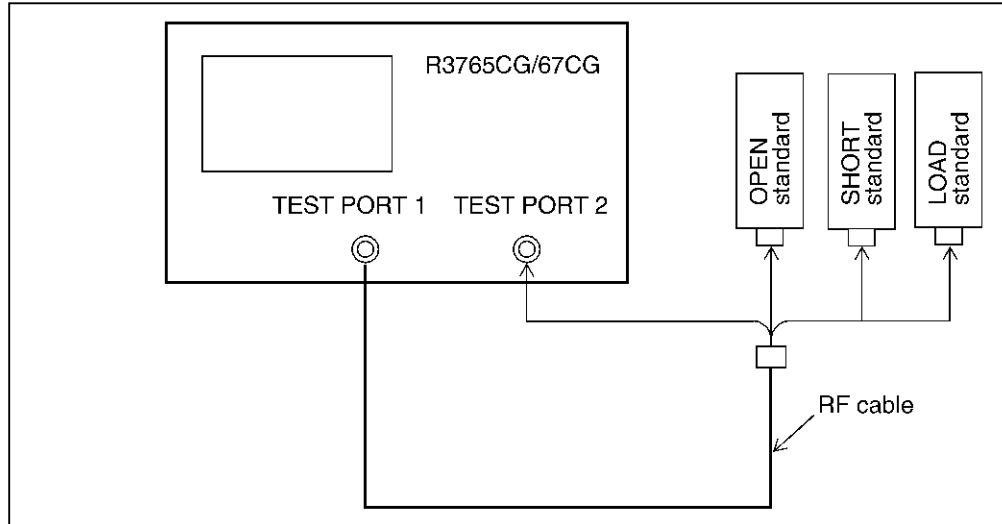 R3765CG/67CG
TEST PORT 1
TEST PORT 2
OPEN
standard
SHORT
standard
LOAD
standard
RF cable